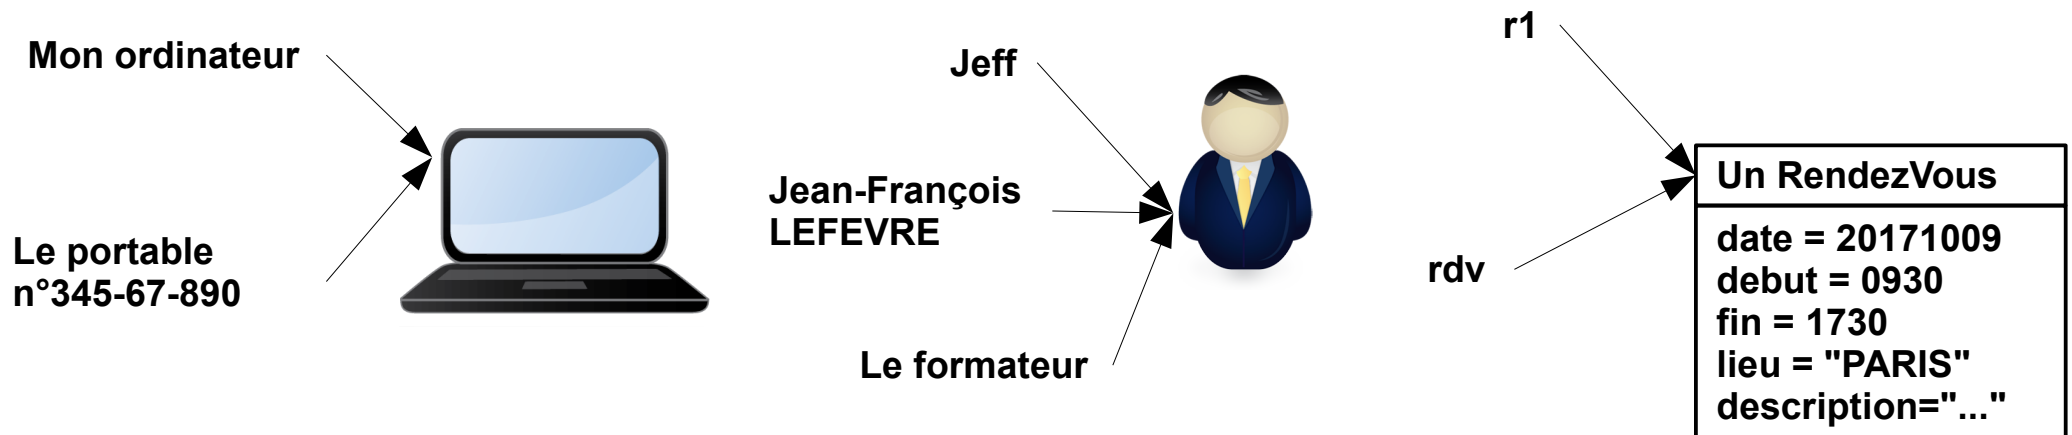 Mon ordinateur
Le portable
n°345-67-890
Jeff
Jean-François
LEFEVRE
Le formateur
r1
rdv
Un RendezVous
date = 20171009
debut = 0930
fin = 1730
lieu = "PARIS"
description="..."